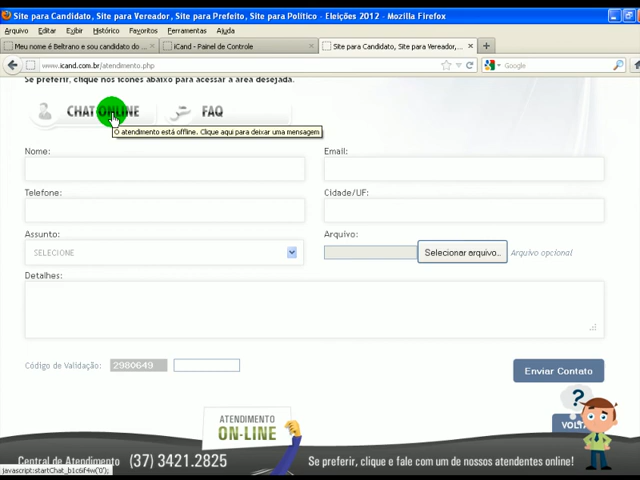 Site para Candidato, Site para Vereador, Site para Prefeito, Site para Político - Eleições 2012 - Mozilla Firefox
Arquivo Editar Exibir Histórico Favoritos Ferramentas Ajuda
Meu nome é Beltrano e sou candidato do ...
iCand - Painel de Controle
Site para Candidato, Site para Vereador, ...
www.icand.com.br/atendimento.php
Google
Se preferir, clique nos ícones abaixo para acessar a área desejada.
CHAT ONLINE FAQ
O atendimento está offline. Clique aqui para deixar uma mensagem
Nome: Email:
Telefone: Cidade/UF:
Assunto: Arquivo:
SELECIONE Selecionar arquivo... Arquivo opcional
Detalhes:
Código de Validação: 2980649
Enviar Contato
?
VOLTA
ATENDIMENTO
ON-LINE
Central de Atendimento (37) 3421.2825 Se preferir, clique e fale com um de nossos atendentes online!
javascript:startChat_b1c6if4w('0');